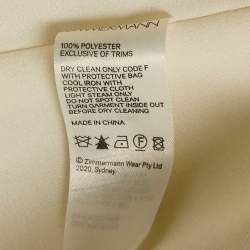 ZIMMERMANN
100% POLYESTER
EXCLUSIVE OF TRIMS
DRY CLEAN ONLY CODE F
WITH PROTECTIVE BAG
COOL IRON WITH
PROTECTIVE CLOTH
LIGHT STEAM ONLY
DO NOT SPOT CLEAN
TURN GARMENT INSIDE OUT
BEFORE DRY CLEANING
MADE IN CHINA
F
© Zimmermann Wear Pty Ltd
2020, Sydney.